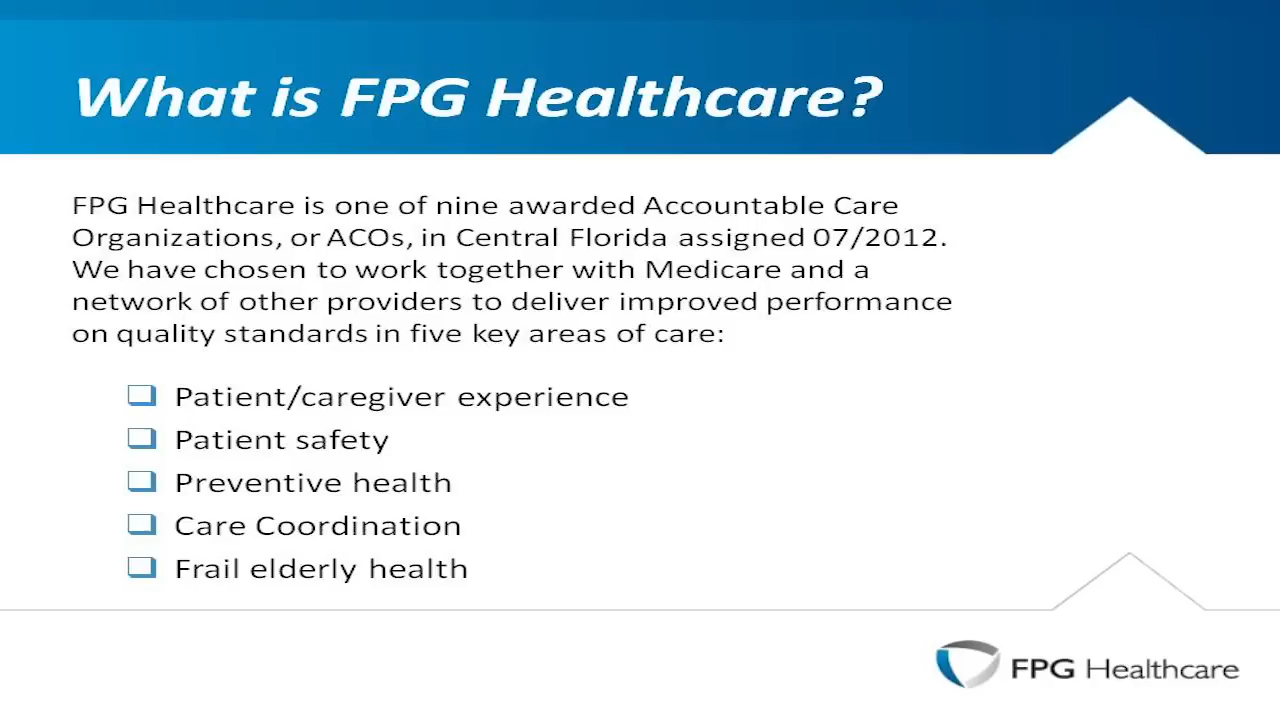 What is FPG Healthcare?
FPG Healthcare is one of nine awarded Accountable Care
Organizations, or ACOs, in Central Florida assigned 07/2012.
We have chosen to work together with Medicare and a
network of other providers to deliver improved performance
on quality standards in five key areas of care:
Patient/caregiver experience
Patient safety
Preventive health
Care Coordination
Frail elderly health
FPG Healthcare